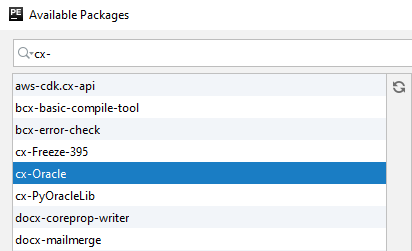 PE Available Packages
cx-
aws-cdk.cx-api
bcx-basic-compile-tool
bcx-error-check
cx-Freeze-395
cx-Oracle
cx-PyOracleLib
docx-coreprop-writer
docx-mailmerge